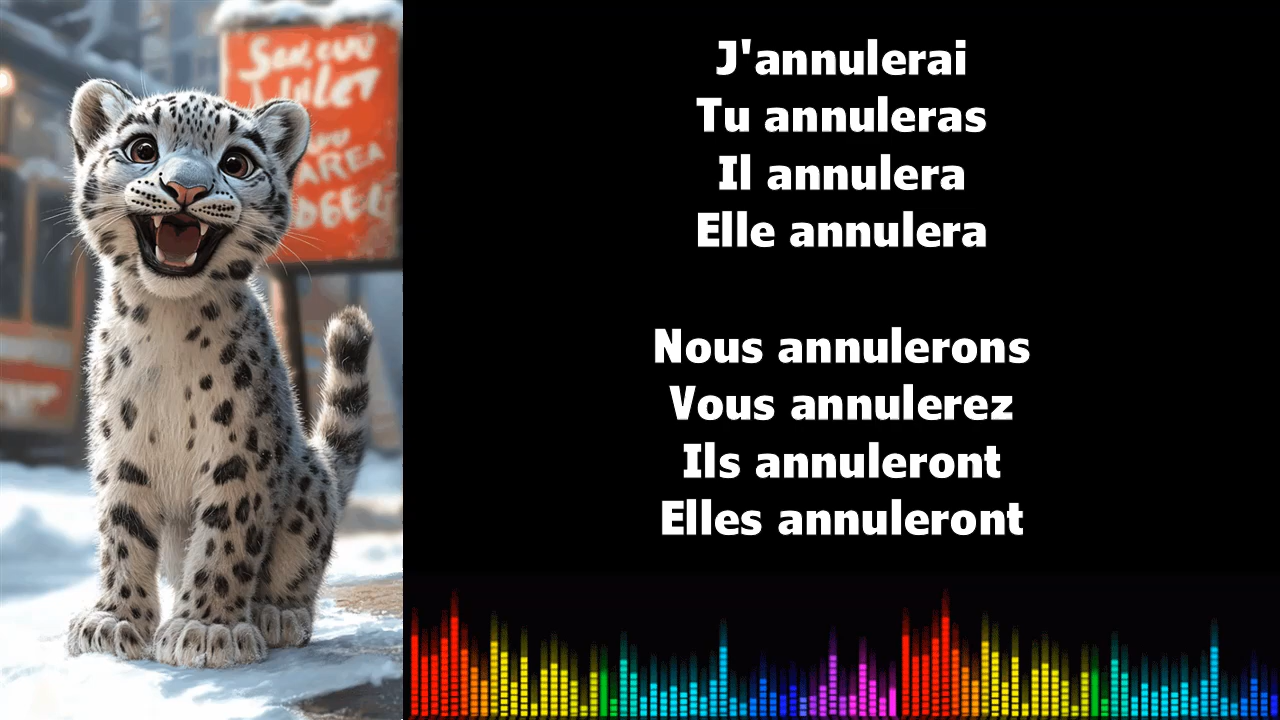 J'annulerai
Tu annuleras
Il annulera
Elle annulera
Nous annulerons
Vous annulerez
Ils annuleront
Elles annuleront